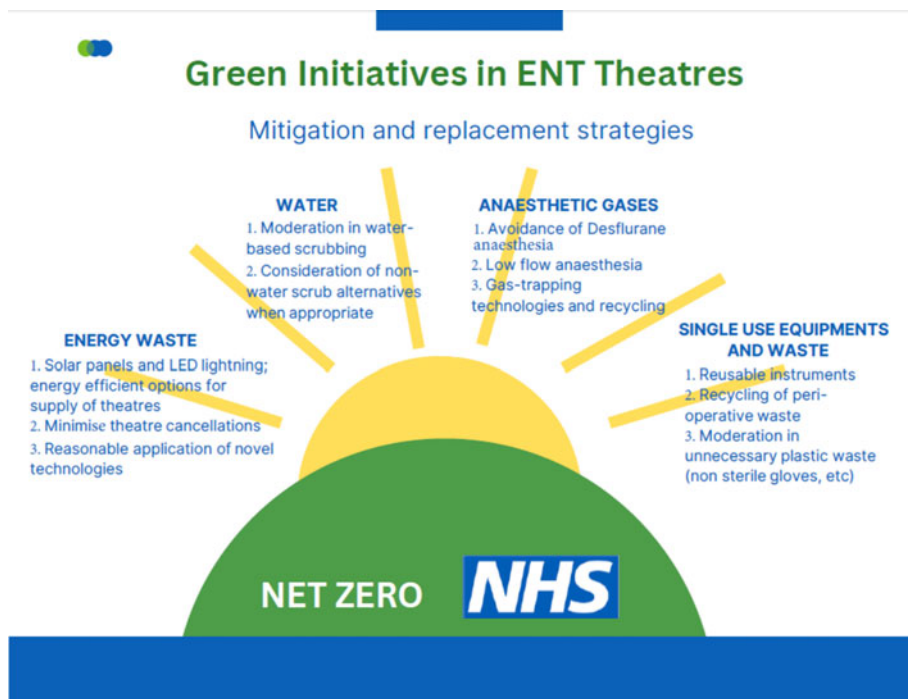 Green Initiatives in ENT Theatres
Mitigation and replacement strategies
WATER
1. Moderation in water-
based scrubbing
2. Consideration of non-
water scrub alternatives
when appropriate
ANAESTHETIC GASES
1. Avoidance of Desflurane
anaesthesia
2. Low flow anaesthesia
3. Gas-trapping
technologies and recycling
ENERGY WASTE
1. Solar panels and LED lightning;
energy efficient options for
supply of theatres
2. Minimise theatre cancellations
3. Reasonable application of novel
technologies
SINGLE USE EQUIPMENTS
AND WASTE
1. Reusable instruments
2. Recycling of peri-
operative waste
3. Moderation in
unnecessary plastic waste
(non sterile gloves, etc)
NET ZERO
NHS